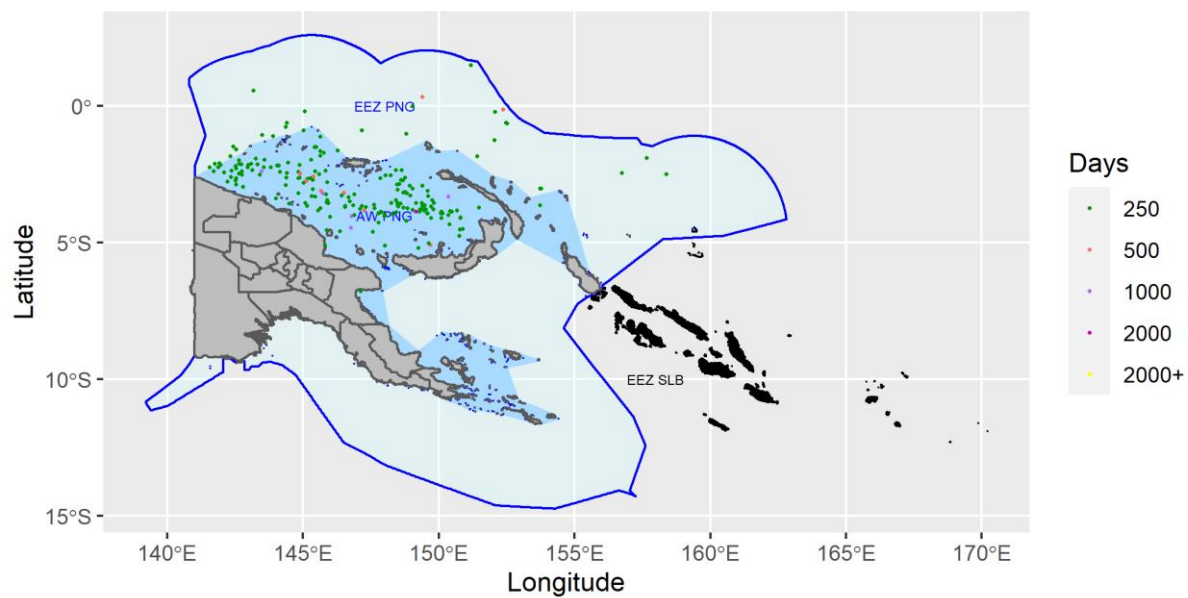 EEZ PNG
AW PNG
EEZ SLB
0°
5°S
10°S
15°S
140°E
145°E
150°E
155°E
160°E
165°E
170°E
Latitude
Longitude
Days
250
500
1000
2000
2000+